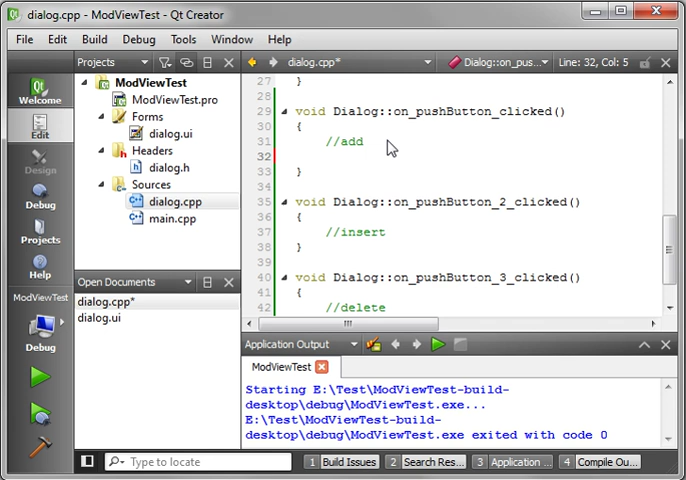 dialog.cpp* - ModViewTest - Qt Creator
File Edit Build Debug Tools Window Help
Projects
dialog.cpp*
Dialog::on_pus...
Line: 32, Col: 5
Welcome
Edit
Design
Debug
Projects
Help
ModViewTest
Debug
ModViewTest
ModViewTest.pro
Forms
dialog.ui
Headers
dialog.h
Sources
dialog.cpp
main.cpp
Open Documents
dialog.cpp*
dialog.ui
27 }
28
29 void Dialog::on_pushButton_clicked()
30 {
31 //add
32
33 }
34
35 void Dialog::on_pushButton_2_clicked()
36 {
37 //insert
38 }
39
40 void Dialog::on_pushButton_3_clicked()
41 {
42 //delete
Application Output
ModViewTest
Starting E:\Test\ModViewTest-build-
desktop\debug\ModViewTest.exe...
E:\Test\ModViewTest-build-
desktop\debug\ModViewTest.exe exited with code 0
Type to locate
1 Build Issues
2 Search Res...
3 Application ...
4 Compile Ou...